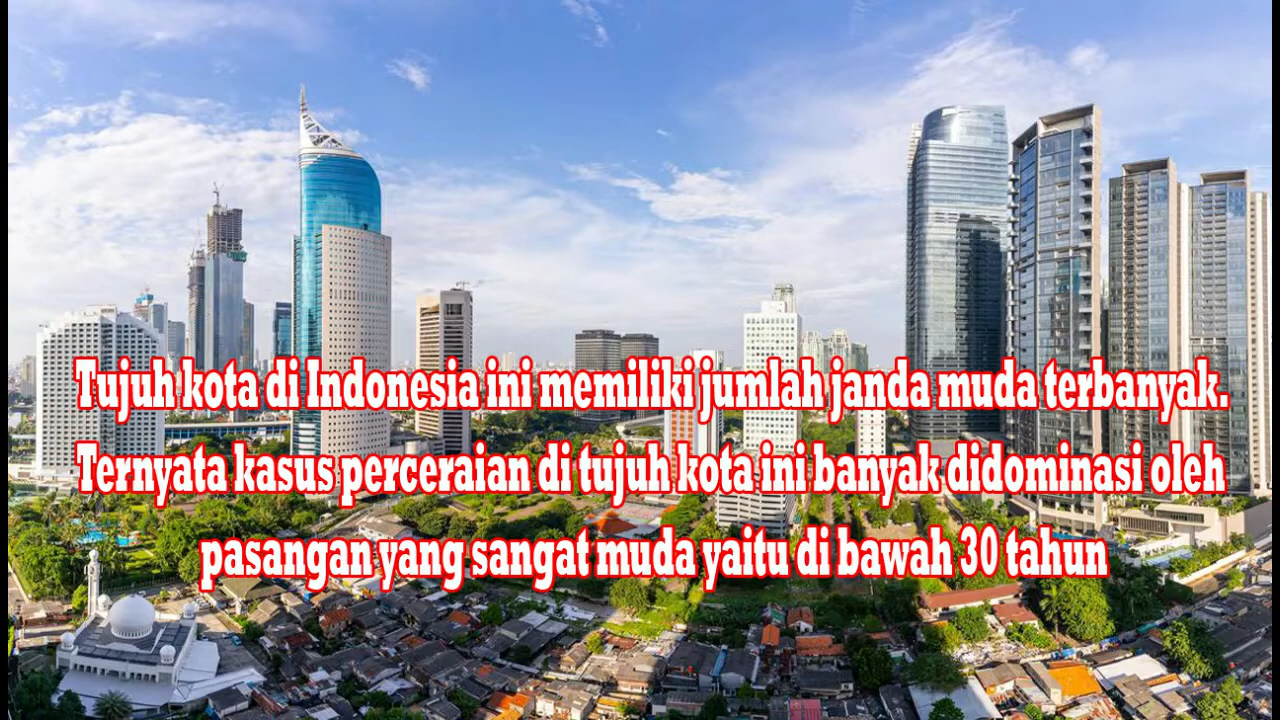 Tujuh kota di Indonesia ini memiliki jumlah janda muda terbanyak.
Ternyata kasus perceraian di tujuh kota ini banyak didominasi oleh
pasangan yang sangat muda yaitu di bawah 30 tahun